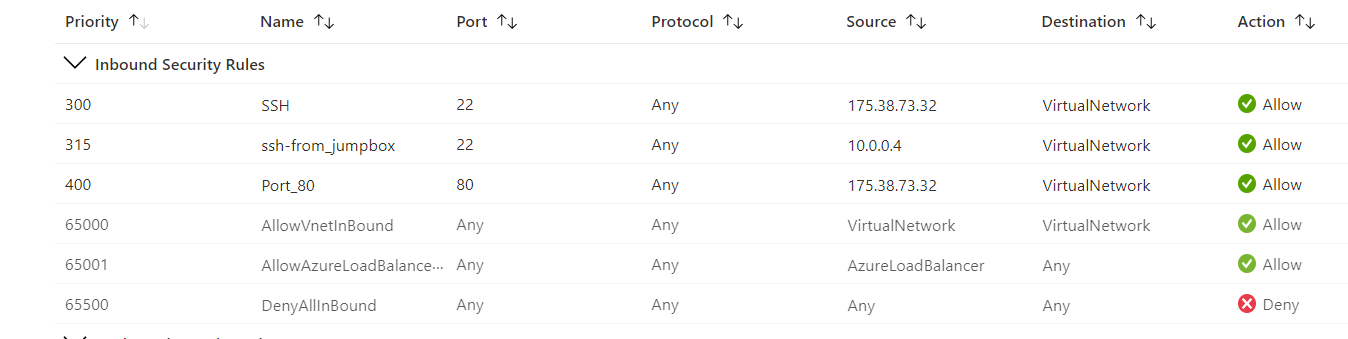 Priority Name Port Protocol Source Destination Action
Inbound Security Rules
300 SSH 22 Any 175.38.73.32 VirtualNetwork Allow
315 ssh-from_jumpbox 22 Any 10.0.0.4 VirtualNetwork Allow
400 Port_80 80 Any 175.38.73.32 VirtualNetwork Allow
65000 AllowVnetInBound Any Any VirtualNetwork VirtualNetwork Allow
65001 AllowAzureLoadBalance··· Any Any AzureLoadBalancer Any Allow
65500 DenyAllInBound Any Any Any Any Deny